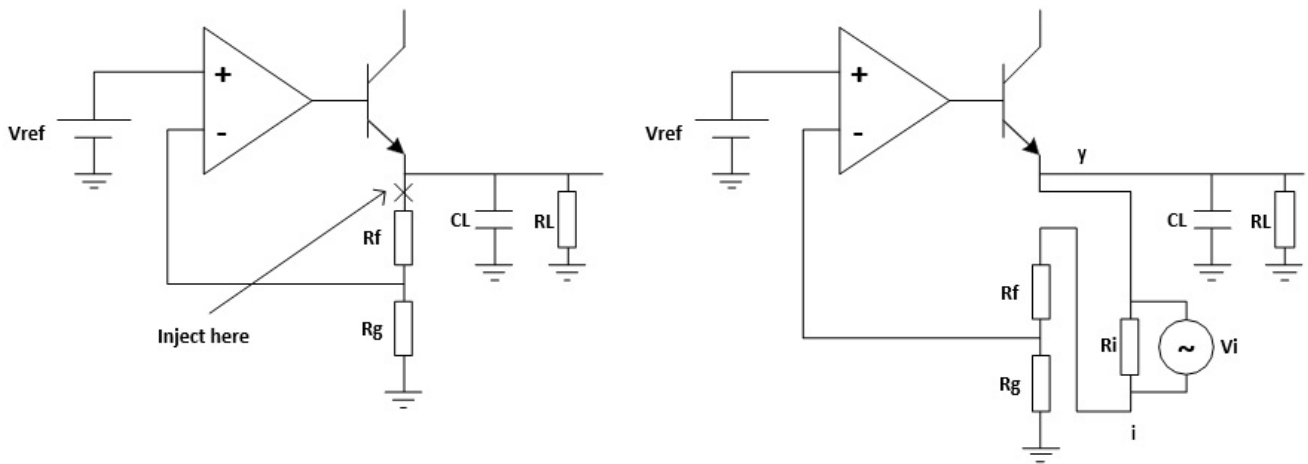 +
-
Vref
Rf
CL
RL
Rg
Inject here
+
-
Vref
y
CL
RL
Rf
Ri
~
Vi
Rg
i